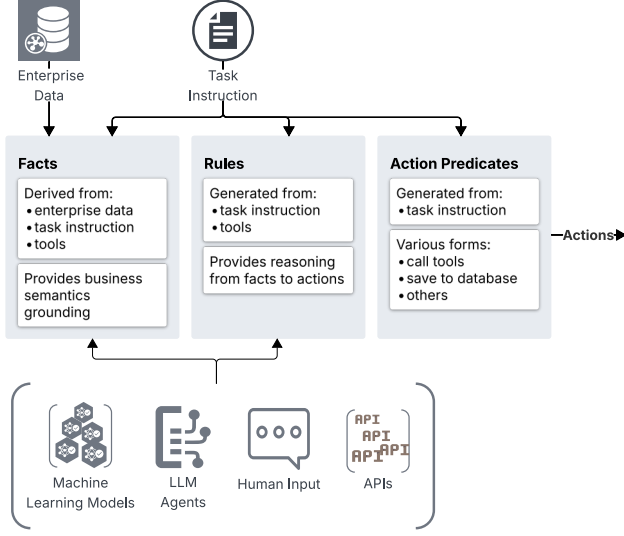 Enterprise
Data
Task
Instruction
Facts
Derived from:
• enterprise data
• task instruction
• tools
Provides business
semantics
grounding
Rules
Generated from:
• task instruction
• tools
Provides reasoning
from facts to actions
Action Predicates
Generated from:
• task instruction
Various forms:
• call tools
• save to database
• others
Actions
Machine
Learning Models
LLM
Agents
Human Input
API
API
API
API
APIs